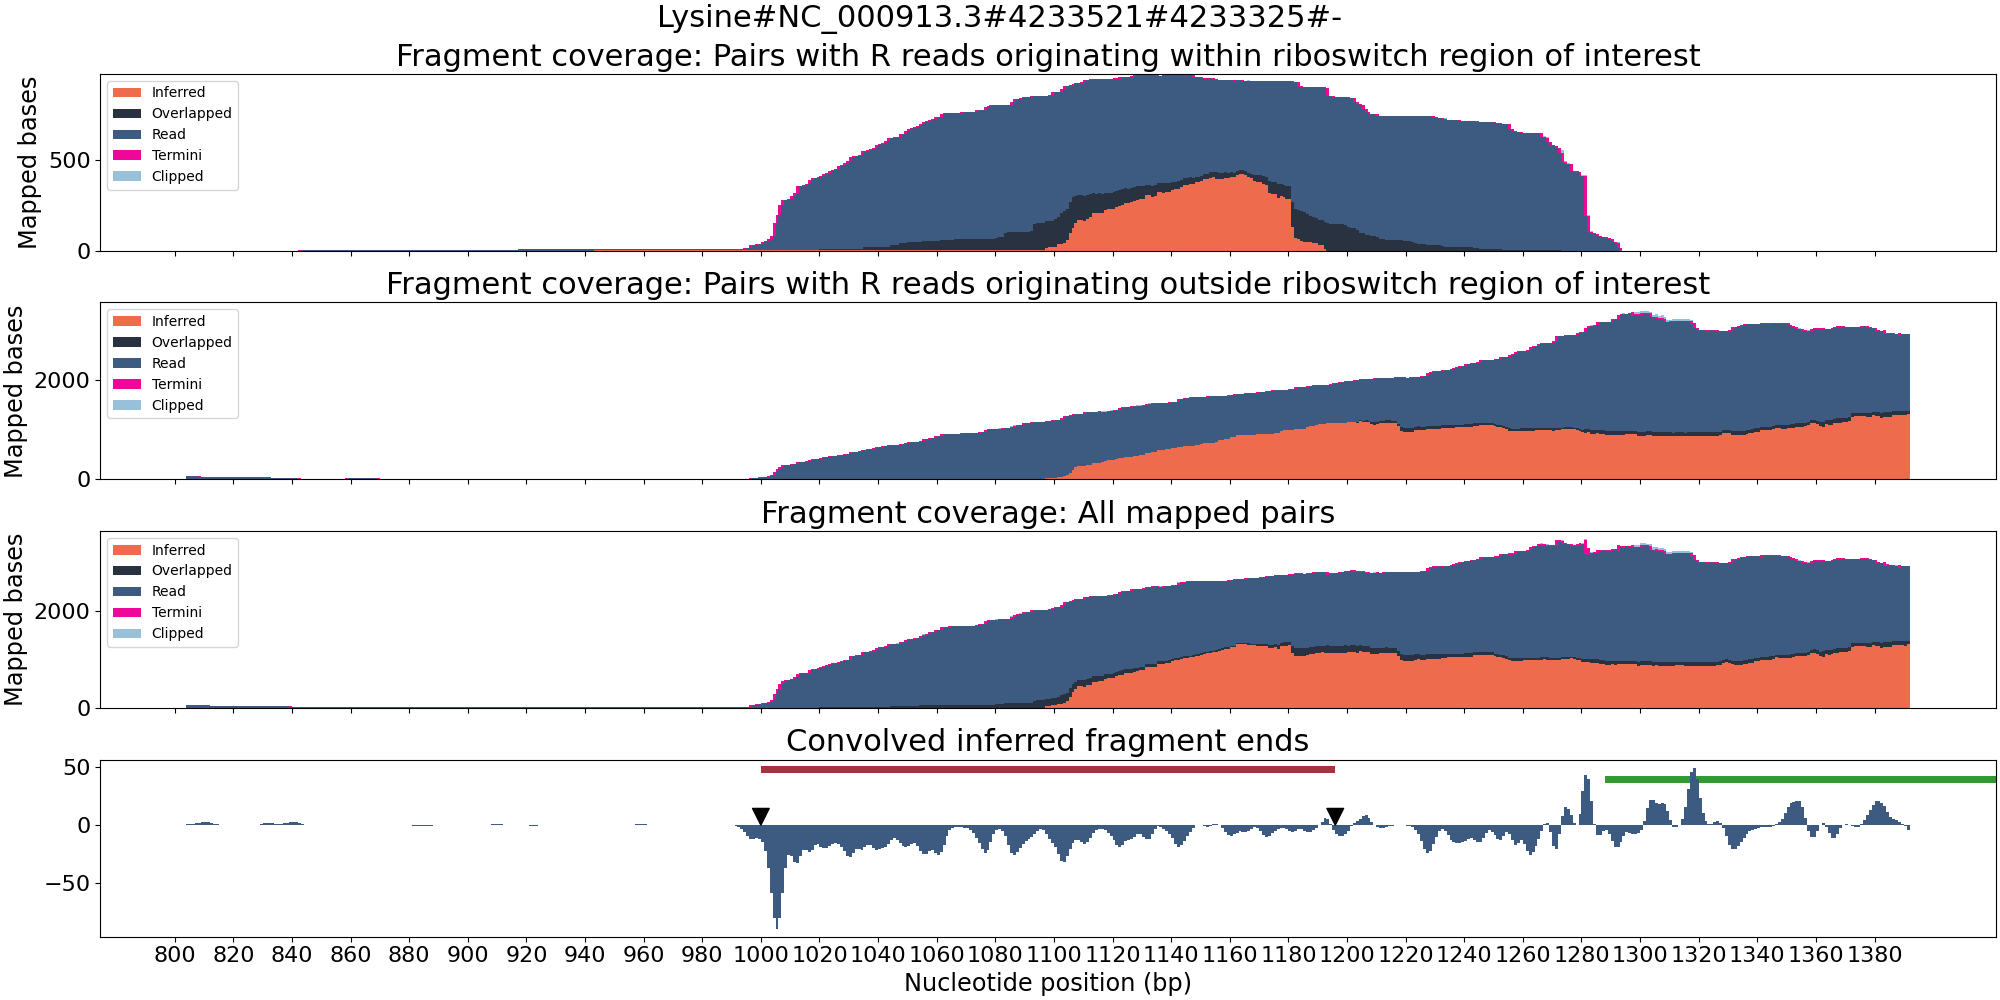 Lysine#NC_000913.3#4233521#4233325#-
Fragment coverage: Pairs with R reads originating within riboswitch region of interest
Mapped bases
500
0
Inferred
Overlapped
Read
Termini
Clipped
Fragment coverage: Pairs with R reads originating outside riboswitch region of interest
Mapped bases
2000
0
Inferred
Overlapped
Read
Termini
Clipped
Fragment coverage: All mapped pairs
Mapped bases
2000
0
Inferred
Overlapped
Read
Termini
Clipped
Convolved inferred fragment ends
50
0
−50
800 820 840 860 880 900 920 940 960 980 1000 1020 1040 1060 1080 1100 1120 1140 1160 1180 1200 1220 1240 1260 1280 1300 1320 1340 1360 1380
Nucleotide position (bp)